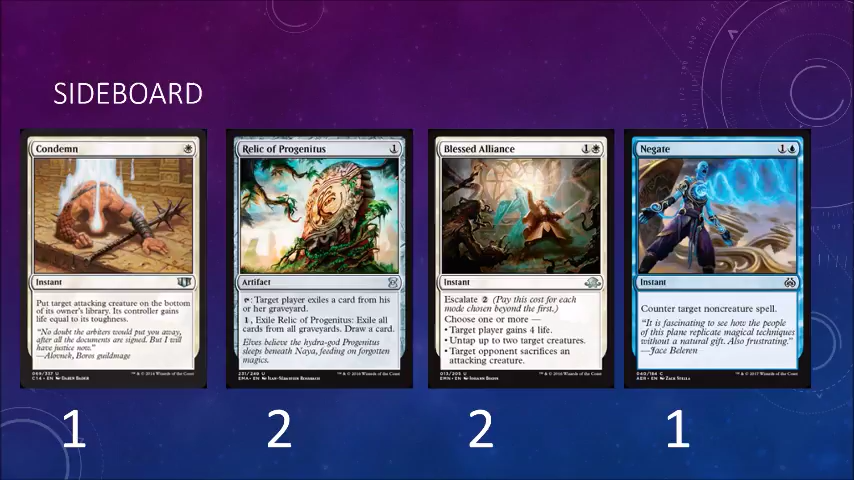 SIDEBOARD
Condemn
Instant
Put target attacking creature on the bottom
of its owner's library. Its controller gains
life equal to its toughness.
"No doubt the arbiters would put you away,
after all the documents are signed. But I will
have justice now."
—Alovnek, Boros guildmage
Relic of Progenitus 1
Artifact
: Target player exiles a card from his
or her graveyard.
1, Exile Relic of Progenitus: Exile all
cards from all graveyards. Draw a card.
Elves believe the hydra-god Progenitus
sleeps beneath Naya, feeding on forgotten
magics.
Blessed Alliance 1
Instant
Escalate 2 (Pay this cost for each
mode chosen beyond the first.)
Choose one or more —
• Target player gains 4 life.
• Untap up to two target creatures.
• Target opponent sacrifices an
attacking creature.
Negate 1
Instant
Counter target noncreature spell.
"It is fascinating to see how the people
of this plane replicate magical techniques
without a natural gift. Also frustrating."
—Jace Beleren
1 2 2 1